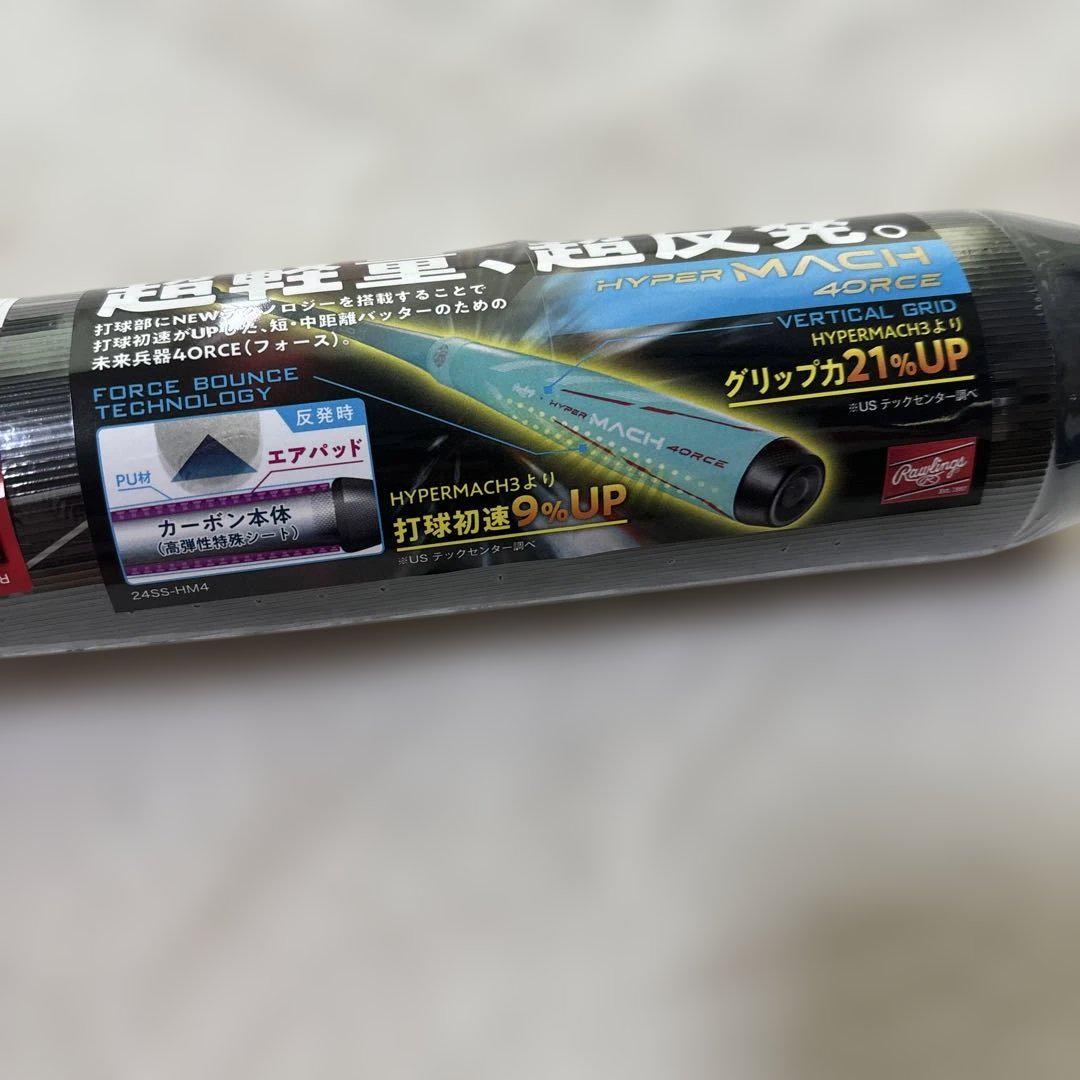 超軽量、超反発。
打球部にNEWテクノロジーを搭載することで
打球初速がUPした、短・中距離バッターのための
未来兵器4ORCE(フォース)。
HYPER MACH
4ORCE
VERTICAL GRID
HYPERMACH3より
グリップ力21%UP
※US テックセンター調べ
FORCE BOUNCE
TECHNOLOGY
反発時
エアパッド
PU材
カーボン本体
(高弾性特殊シート)
24SS-HM4
HYPERMACH3より
打球初速9%UP
※US テックセンター調べ
Rawlings
HYPER MACH 4ORCE
Rawlings
R